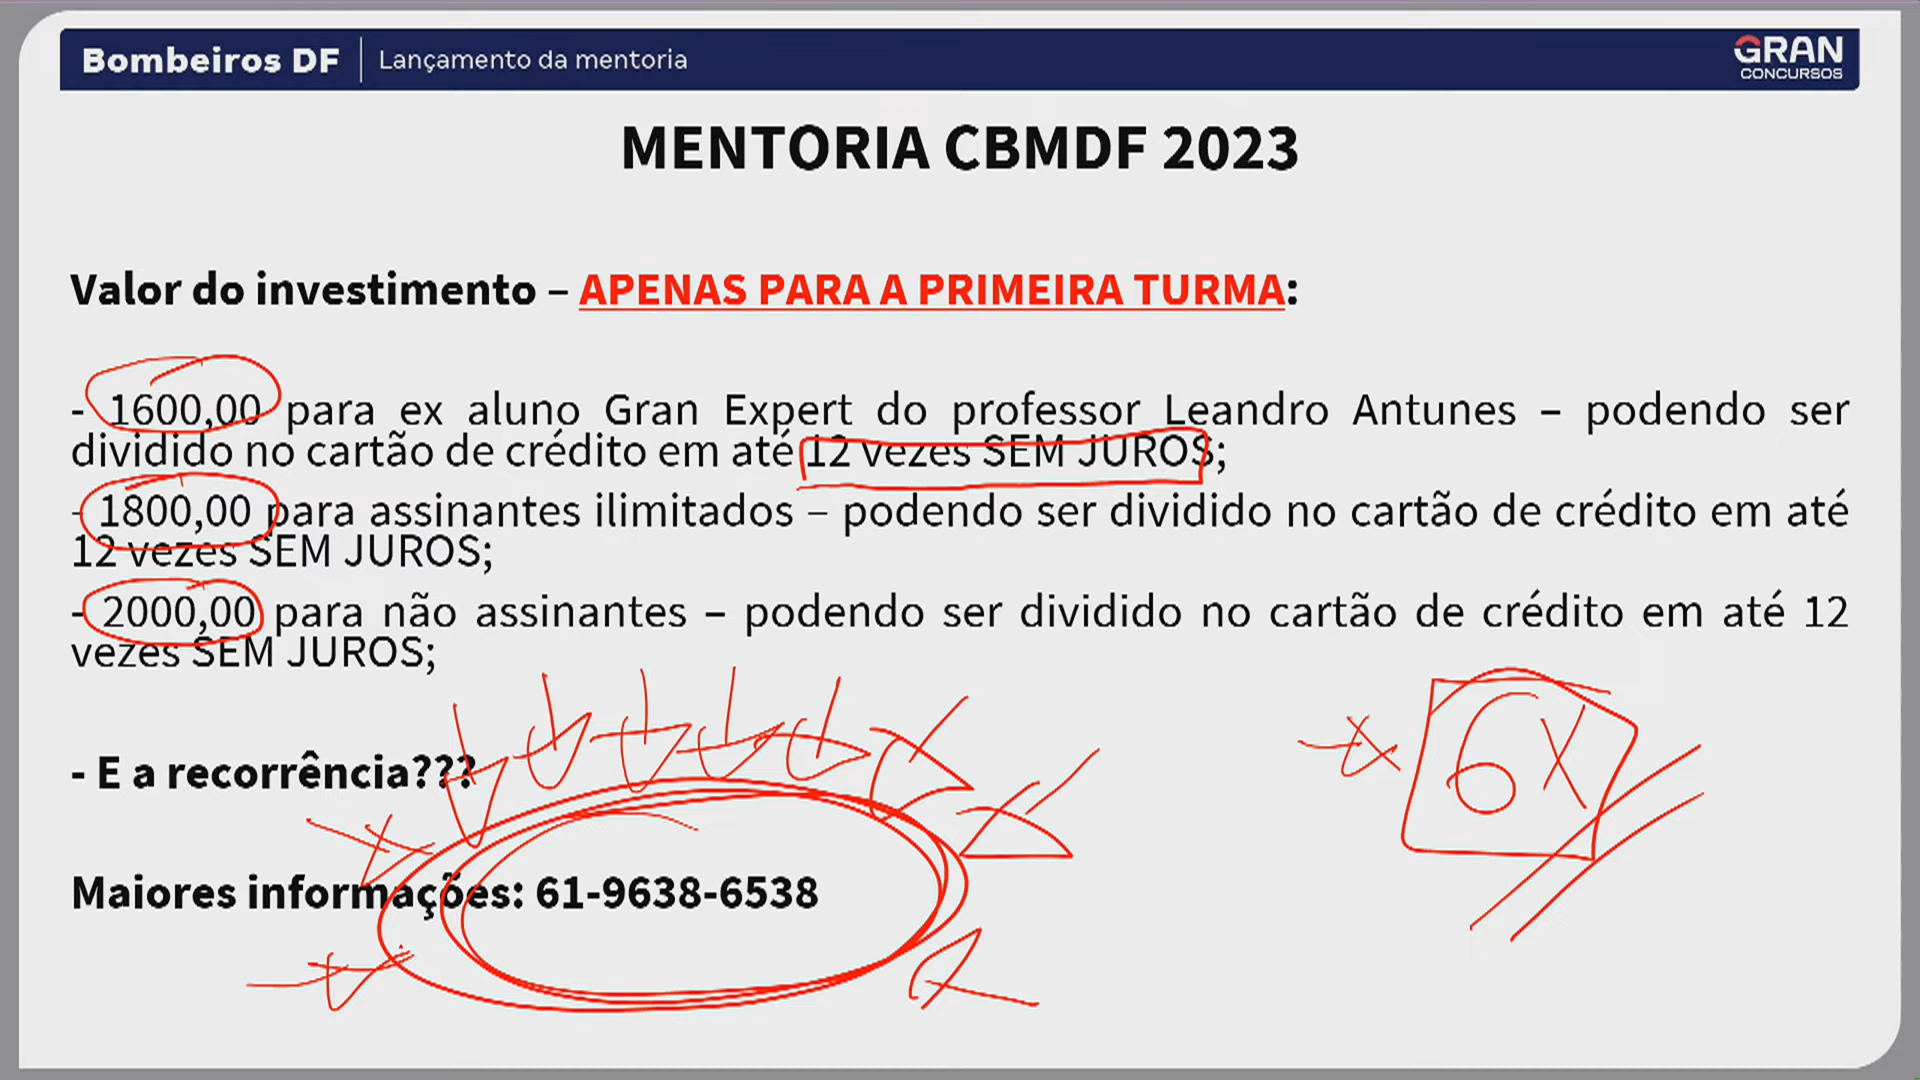 Bombeiros DF | Lançamento da mentoria
GRAN
CONCURSOS
MENTORIA CBMDF 2023
Valor do investimento – APENAS PARA A PRIMEIRA TURMA:
- 1600,00 para ex aluno Gran Expert do professor Leandro Antunes – podendo ser
dividido no cartão de crédito em até 12 vezes SEM JUROS;
- 1800,00 para assinantes ilimitados – podendo ser dividido no cartão de crédito em até
12 vezes SEM JUROS;
- 2000,00 para não assinantes – podendo ser dividido no cartão de crédito em até 12
vezes SEM JUROS;
6X
- E a recorrência???
Maiores informações: 61-9638-6538